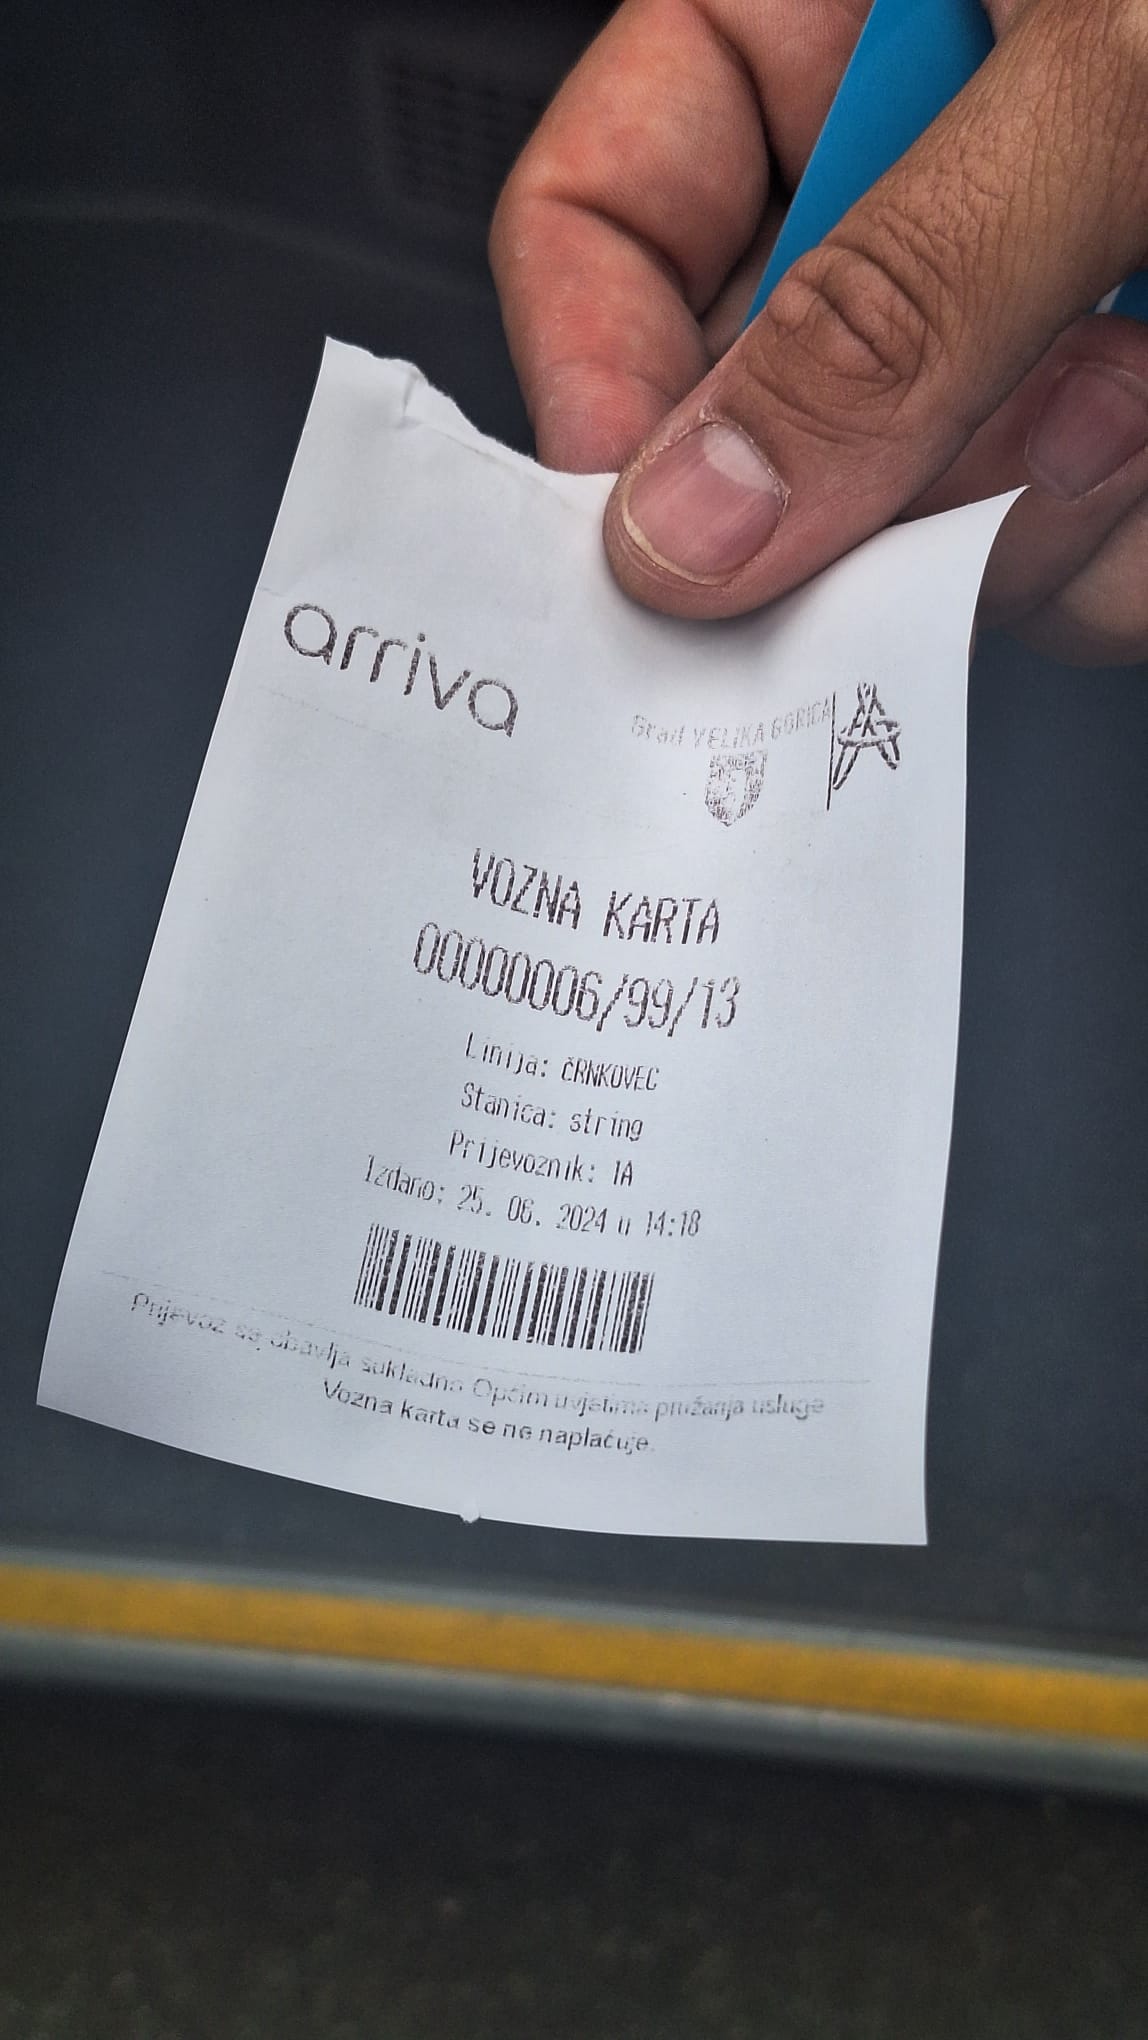 arriva
Grad VELIKA GORICA
VOZNA KARTA
00000006/99/13
Linija: ČRNKOVEC
Stanica: string
Prijevoznik: 1A
Izdano: 25. 06. 2024 u 14:18
Prijevoz se obavlja sukladno Općim uvjetima pružanja usluge
Vozna karta se ne naplaćuje.